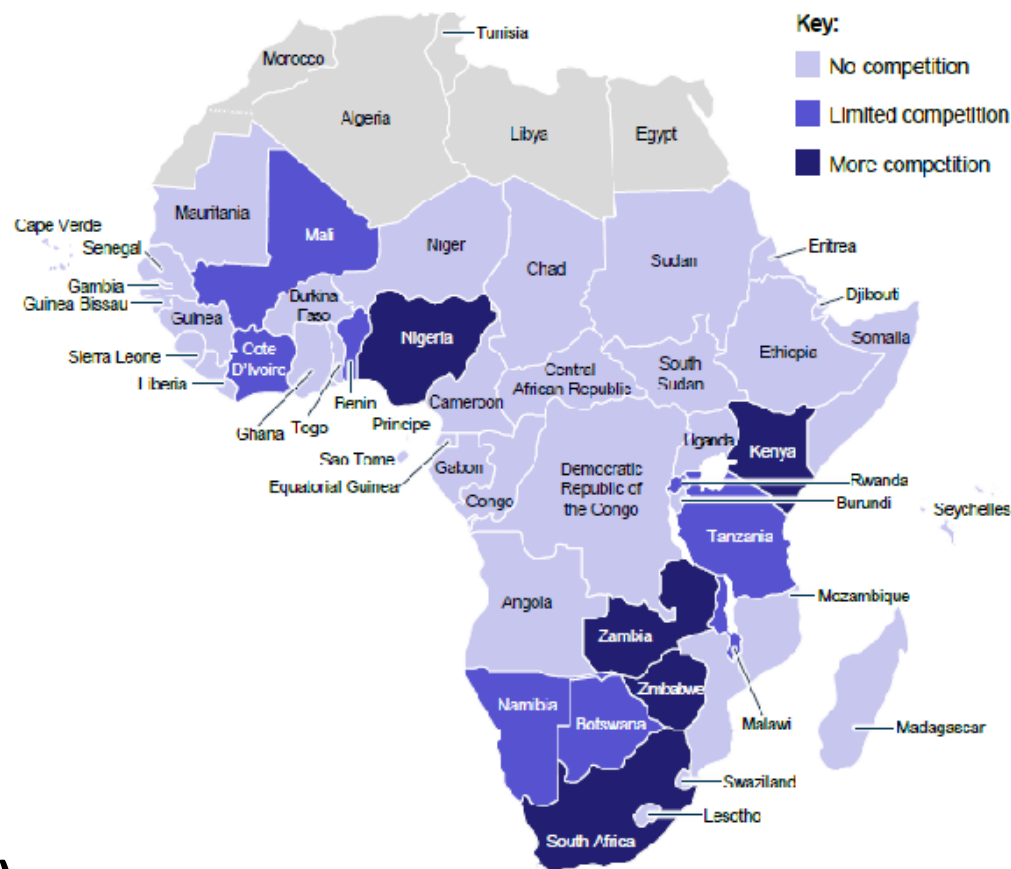 Key:
No competition
Limited competition
More competition
Tunisia
Morocco
Algeria
Libya
Egypt
Mauritania
Mali
Niger
Chad
Sudan
Eritrea
Cape Verde
Senegal
Gambia
Guinea Bissau
Guinea
Burkina
Faso
Djibouti
Somalia
Sierra Leone
Liberia
Cote
D'Ivoire
Nigeria
Ethiopia
Central
African Republic
South
Sudan
Benin
Togo
Ghana
Cameroon
Principe
Sao Tome
Equatorial Guinea
Gabon
Congo
Democratic
Republic of
the Congo
Uganda
Kenya
Rwanda
Burundi
Seychelles
Tanzania
Mozambique
Angola
Zambia
Zimbabwe
Malawi
Namibia
Botswana
Madagascar
Swaziland
Lesotho
South Africa